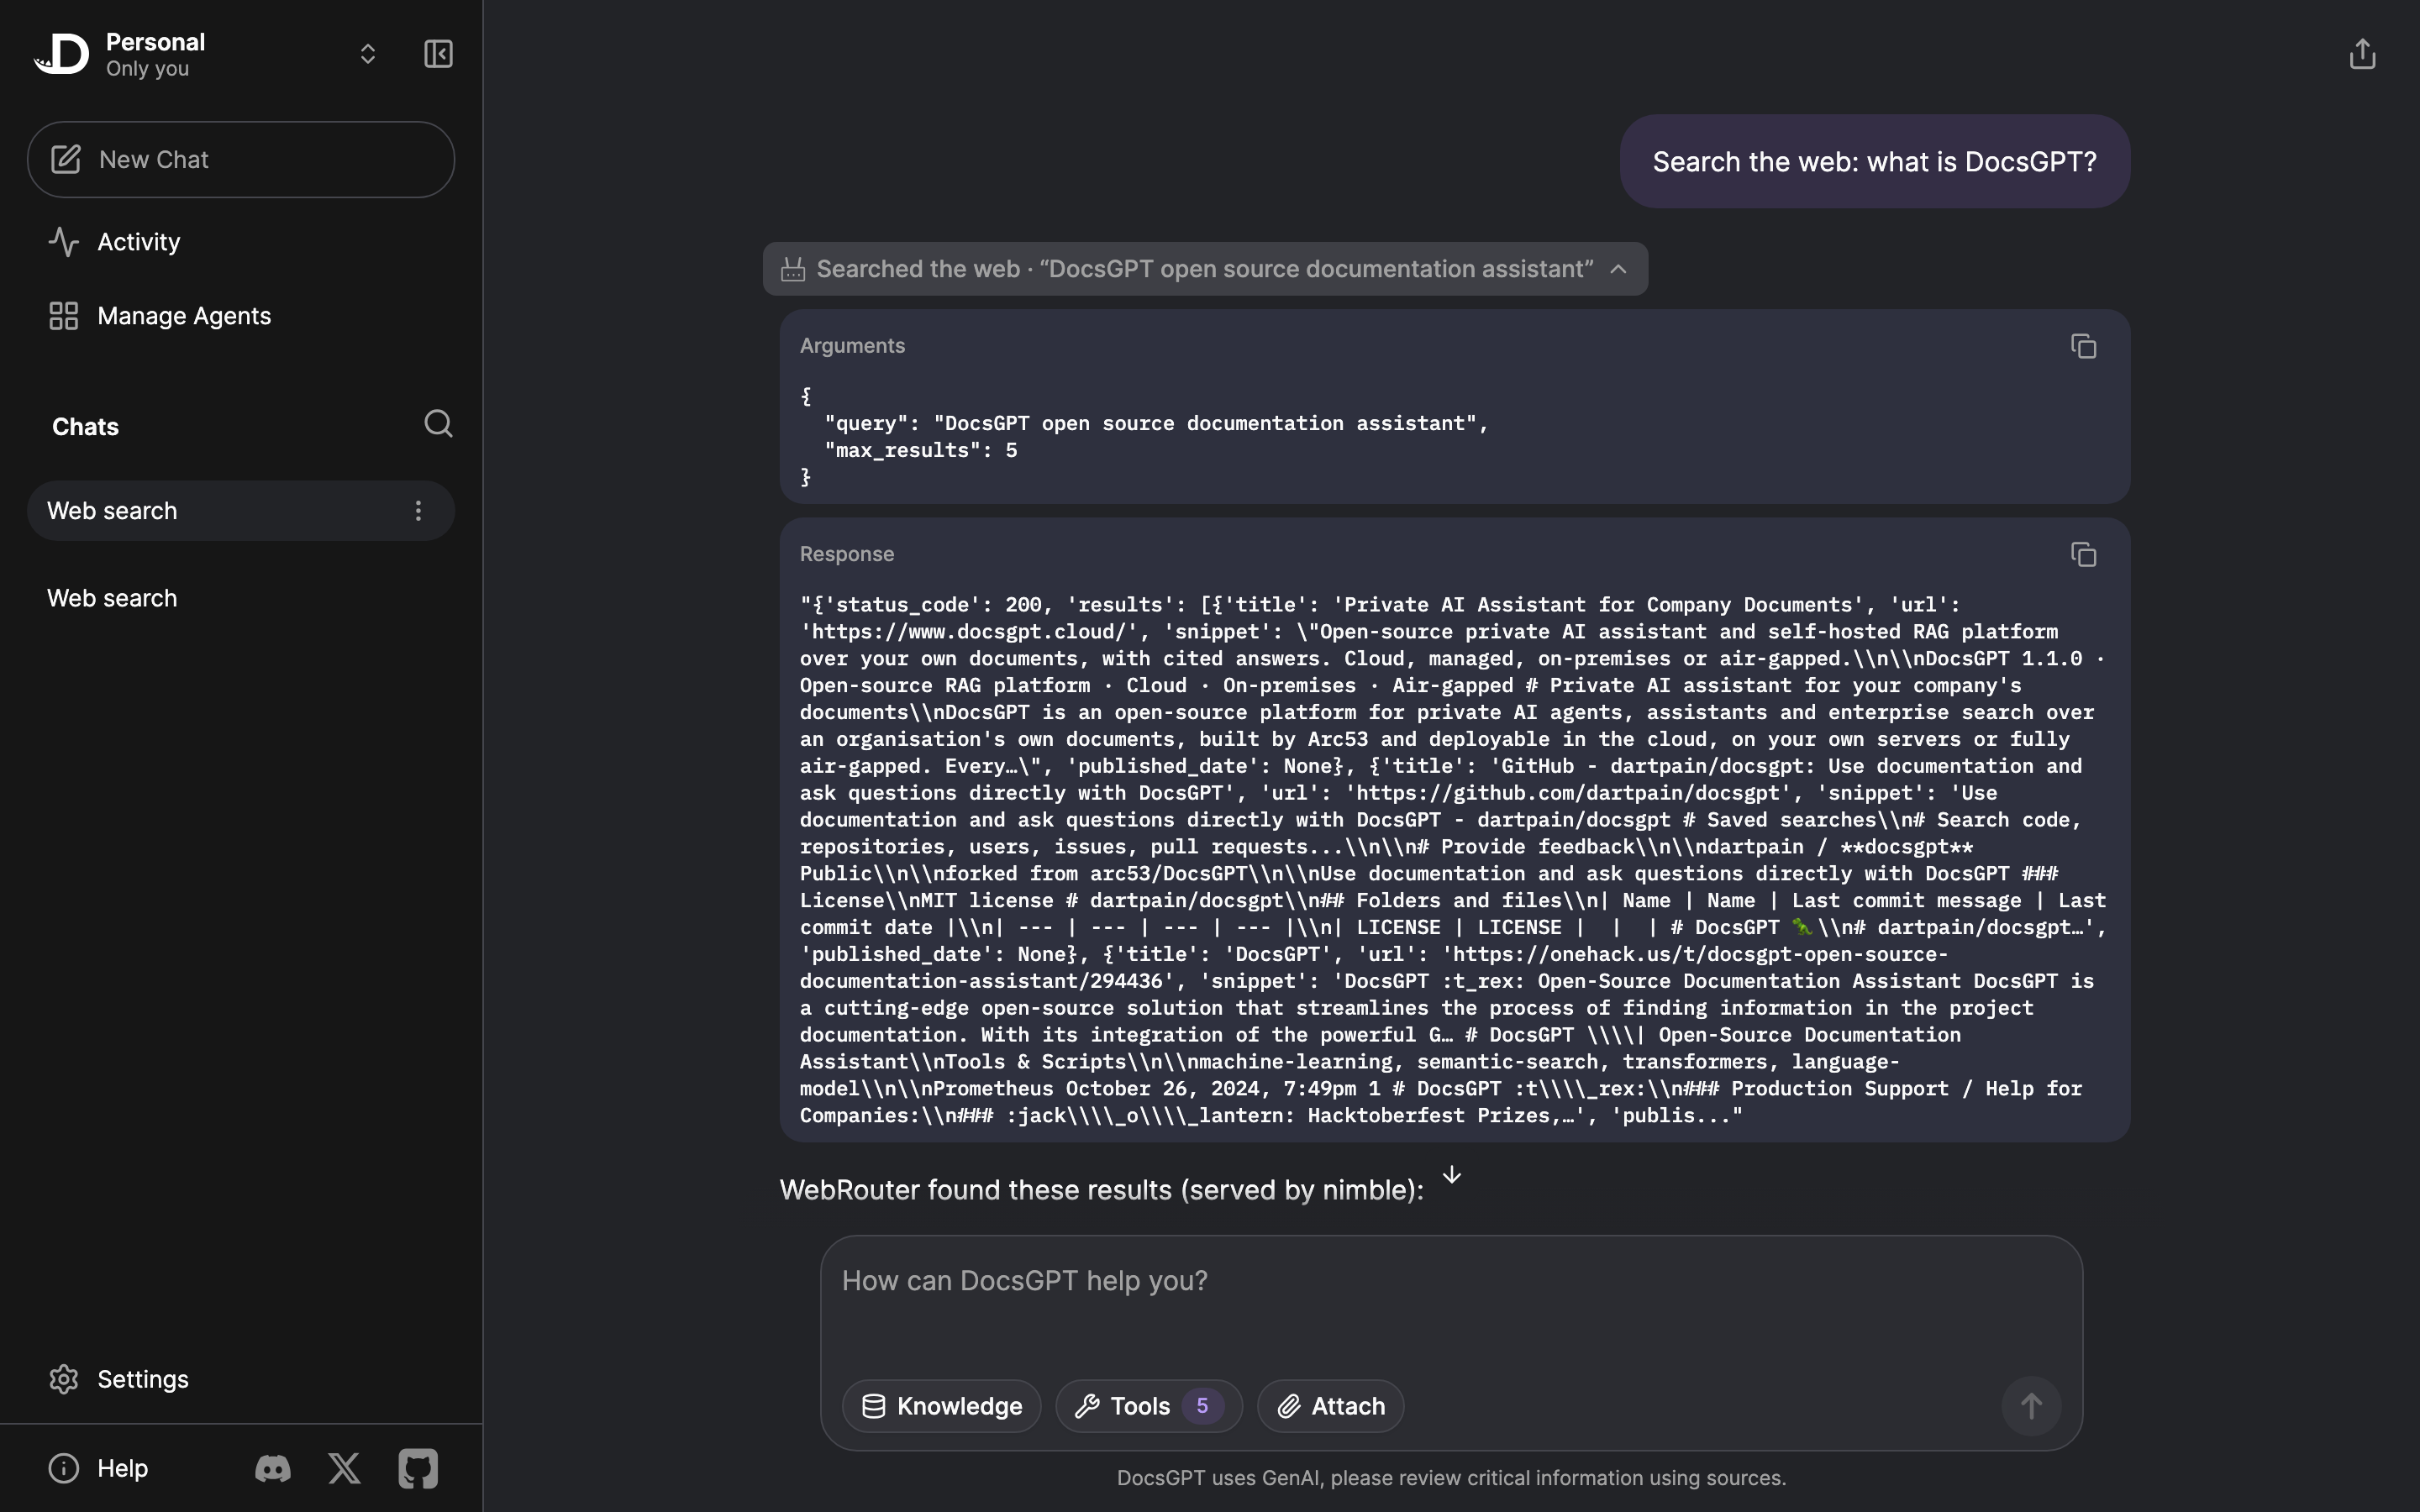 Personal
Only you
New Chat
Activity
Manage Agents
Chats
Web search
Web search
Settings
Help
Search the web: what is DocsGPT?
Searched the web · “DocsGPT open source documentation assistant”
Arguments
{
"query": "DocsGPT open source documentation assistant",
"max_results": 5
}
Response
"{'status_code': 200, 'results': [{'title': 'Private AI Assistant for Company Documents', 'url':
'https://www.docsgpt.cloud/', 'snippet': \"Open-source private AI assistant and self-hosted RAG platform
over your own documents, with cited answers. Cloud, managed, on-premises or air-gapped.\\n\\nDocsGPT 1.1.0 ·
Open-source RAG platform · Cloud · On-premises · Air-gapped # Private AI assistant for your company's
documents\\nDocsGPT is an open-source platform for private AI agents, assistants and enterprise search over
an organisation's own documents, built by Arc53 and deployable in the cloud, on your own servers or fully
air-gapped. Every…\", 'published_date': None}, {'title': 'GitHub - dartpain/docsgpt: Use documentation and
ask questions directly with DocsGPT', 'url': 'https://github.com/dartpain/docsgpt', 'snippet': 'Use
documentation and ask questions directly with DocsGPT - dartpain/docsgpt # Saved searches\\n# Search code,
repositories, users, issues, pull requests...\\n\\n# Provide feedback\\n\\ndartpain / **docsgpt**
Public\\n\\nforked from arc53/DocsGPT\\n\\nUse documentation and ask questions directly with DocsGPT ###
License\\nMIT license # dartpain/docsgpt\\n## Folders and files\\n| Name | Name | Last commit message | Last
commit date |\\n| --- | --- | --- | --- |\\n| LICENSE | LICENSE |  |  | # DocsGPT 🦖\\n# dartpain/docsgpt…',
'published_date': None}, {'title': 'DocsGPT', 'url': 'https://onehack.us/t/docsgpt-open-source-
documentation-assistant/294436', 'snippet': 'DocsGPT :t_rex: Open-Source Documentation Assistant DocsGPT is
a cutting-edge open-source solution that streamlines the process of finding information in the project
documentation. With its integration of the powerful G… # DocsGPT \\\\| Open-Source Documentation
Assistant\\nTools & Scripts\\n\\nmachine-learning, semantic-search, transformers, language-
model\\n\\nPrometheus October 26, 2024, 7:49pm 1 # DocsGPT :t\\\\_rex:\\n### Production Support / Help for
Companies:\\n### :jack\\\\_o\\\\_lantern: Hacktoberfest Prizes,…', 'publis..."
WebRouter found these results (served by nimble):
How can DocsGPT help you?
Knowledge
Tools 5
Attach
DocsGPT uses GenAI, please review critical information using sources.